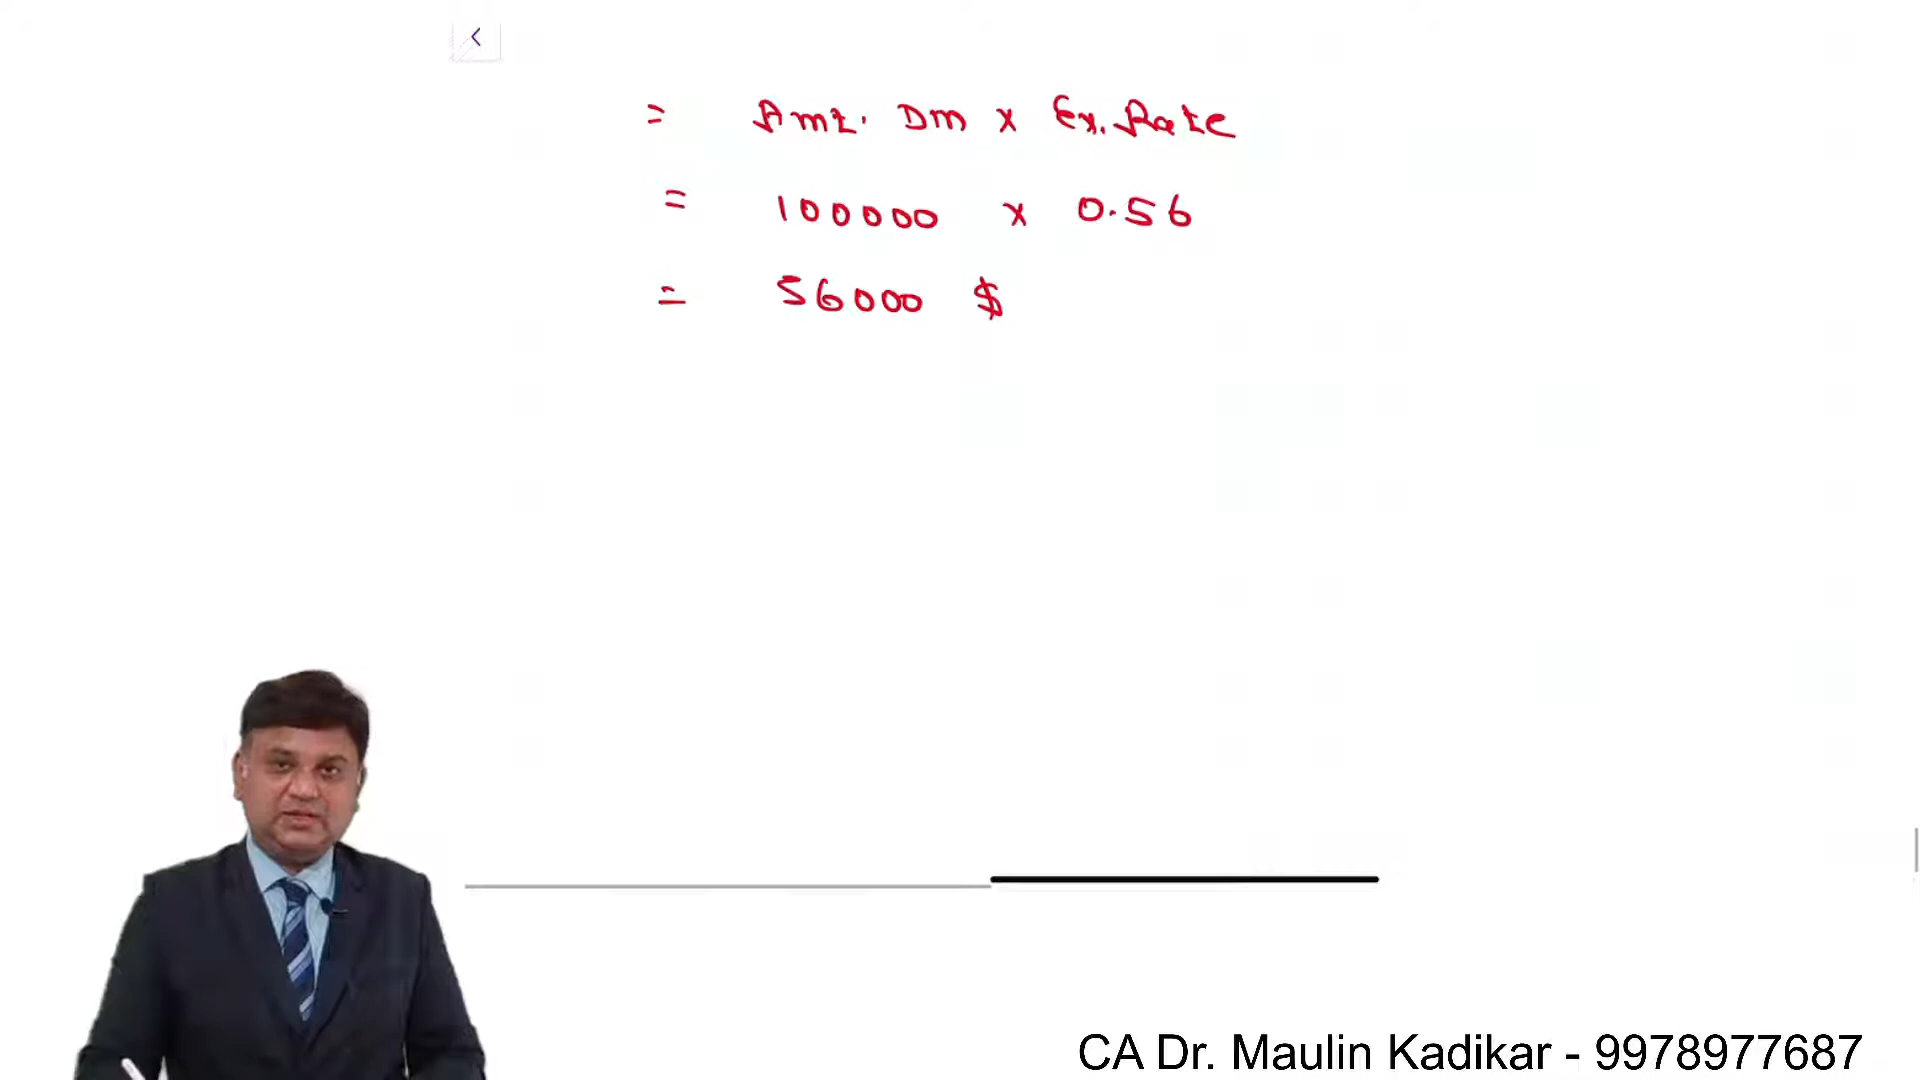 = Amt. DM x Ex. Rate
= 100000 x 0.56
= 56000 $
CA Dr. Maulin Kadikar - 9978977687